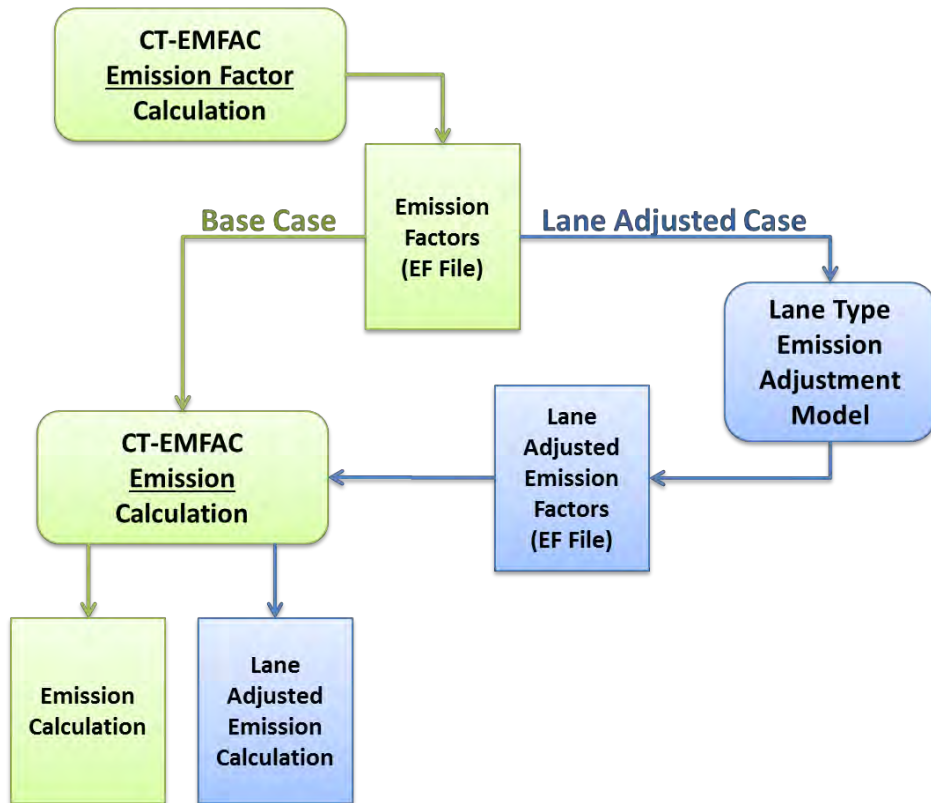 CT-EMFAC
Emission Factor
Calculation
Emission
Factors
(EF File)
Base Case
Lane Adjusted Case
Lane Type
Emission
Adjustment
Model
Lane
Adjusted
Emission
Factors
(EF File)
CT-EMFAC
Emission
Calculation
Emission
Calculation
Lane
Adjusted
Emission
Calculation